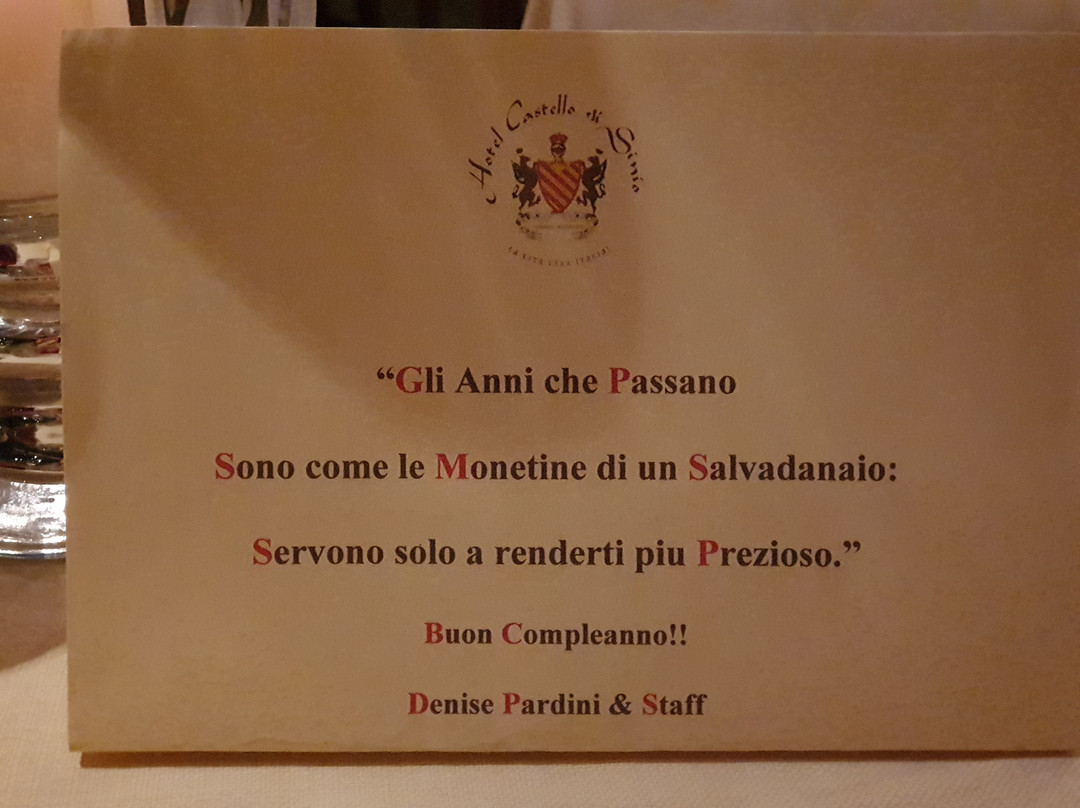 Hotel Castello di Sinio
“Gli Anni che Passano
Sono come le Monetine di un Salvadanaio:
Servono solo a renderti piu Prezioso.”
Buon Compleanno!!
Denise Pardini & Staff